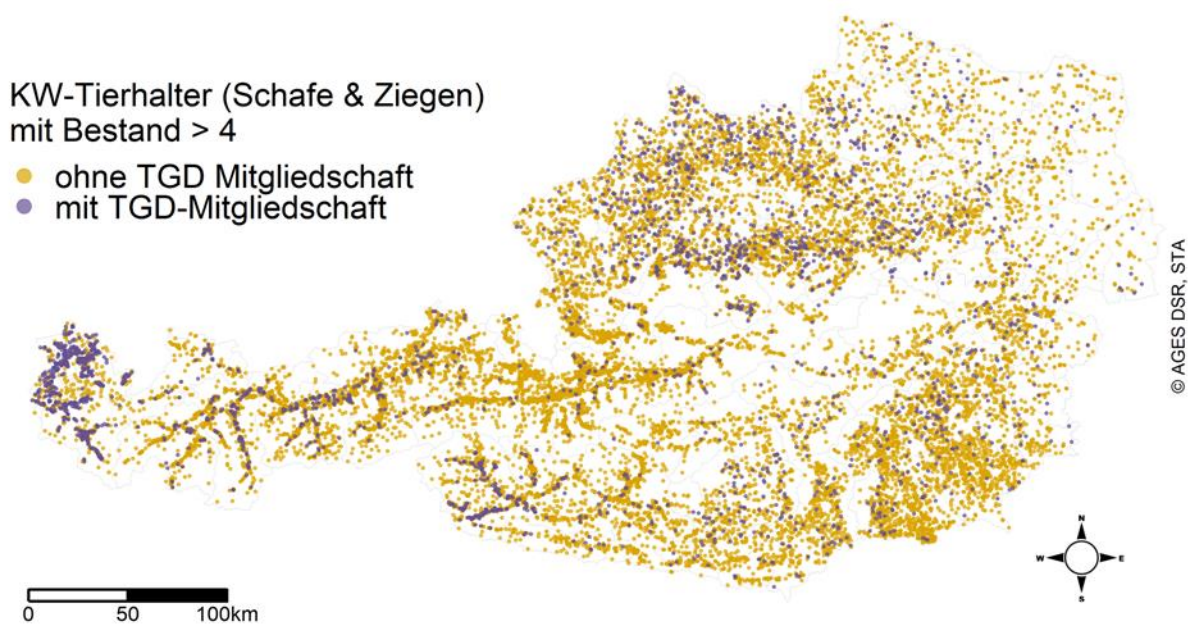 KW-Tierhalter (Schafe & Ziegen)
mit Bestand > 4
ohne TGD Mitgliedschaft
mit TGD-Mitgliedschaft
© AGES DSR, STA
N
W
E
S
0 50 100km